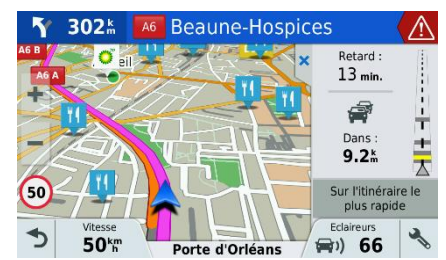 302 k m A6 Beaune-Hospices
A6 B
A6 A
eil
bp
Retard :
13 min.
Dans :
9.2 k m
50
Sur l'itinéraire le
plus rapide
Vitesse
50 km h
Porte d'Orléans
Eclaireurs
66